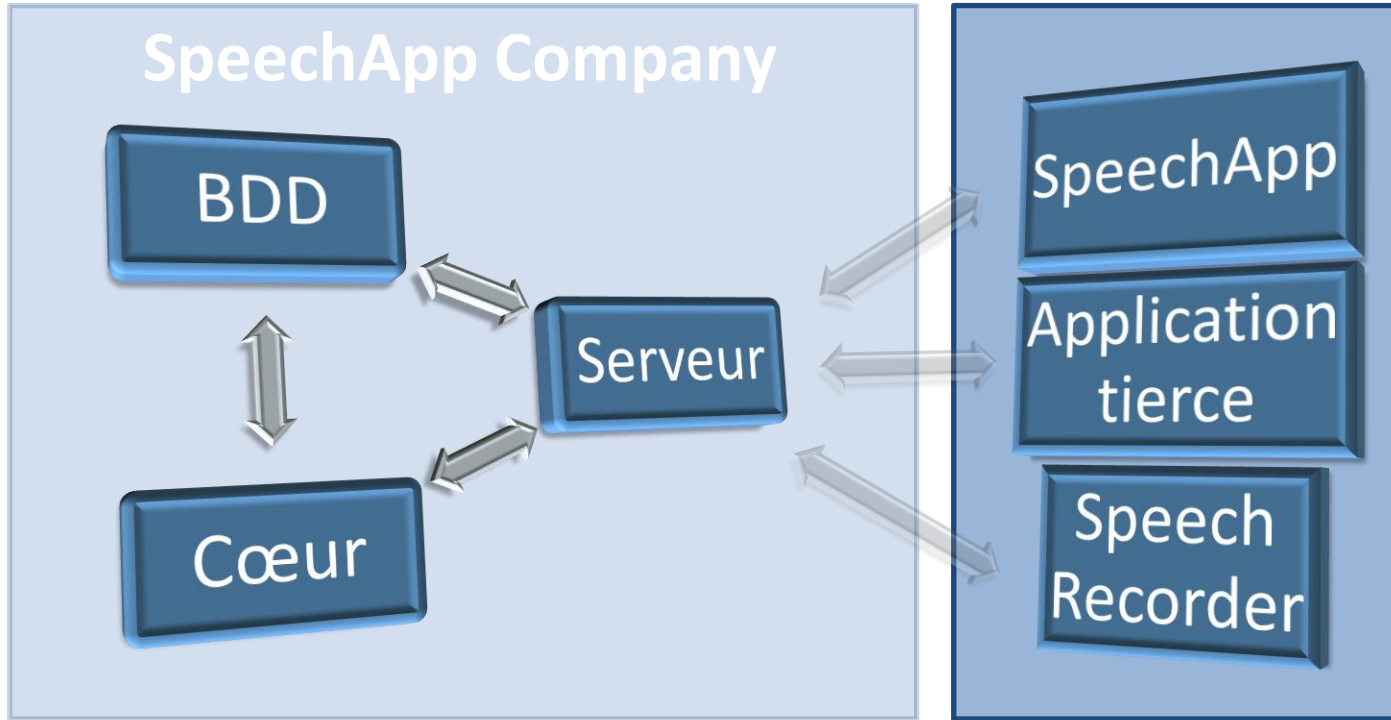 SpeechApp Company
BDD
Serveur
Cœur
SpeechApp
Application
tierce
Speech
Recorder